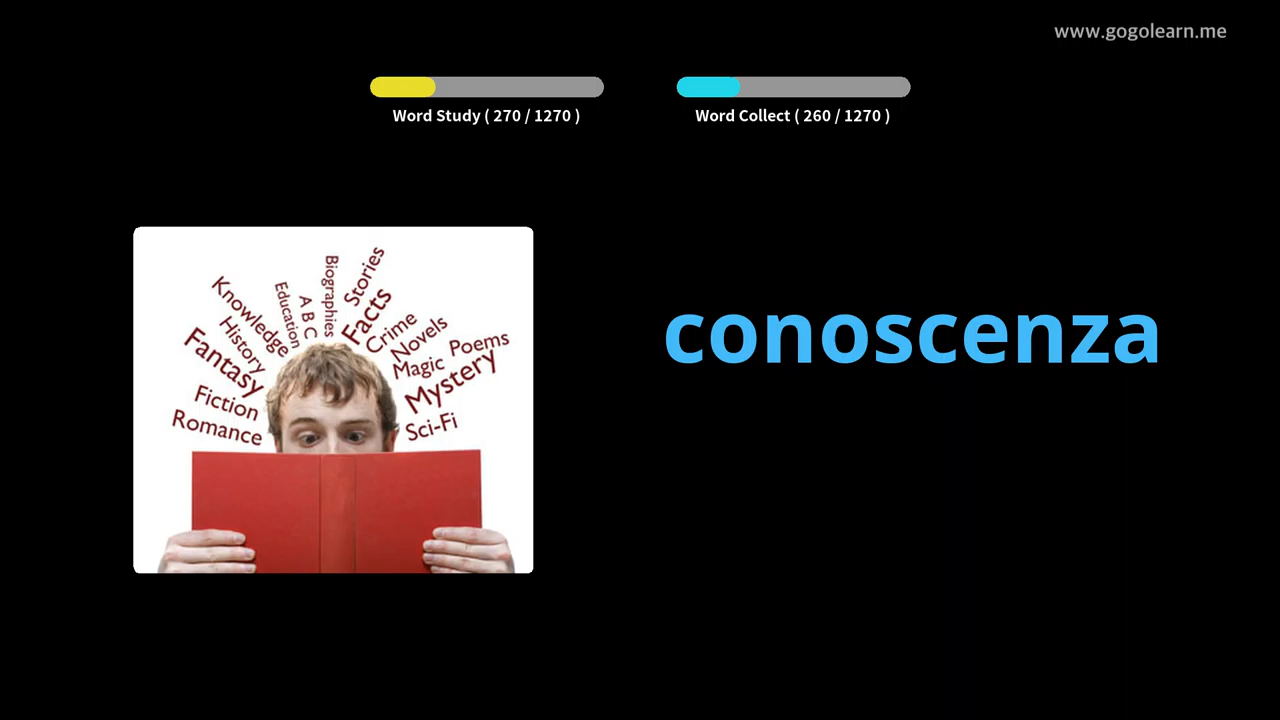 www.gogolearn.me
Word Study ( 270 / 1270 )
Word Collect ( 260 / 1270 )
Knowledge
Education
A B C
Biographies
Stories
Facts
Crime
Novels
Poems
History
Magic
Fantasy
Mystery
Fiction
Sci-Fi
Romance
conoscenza